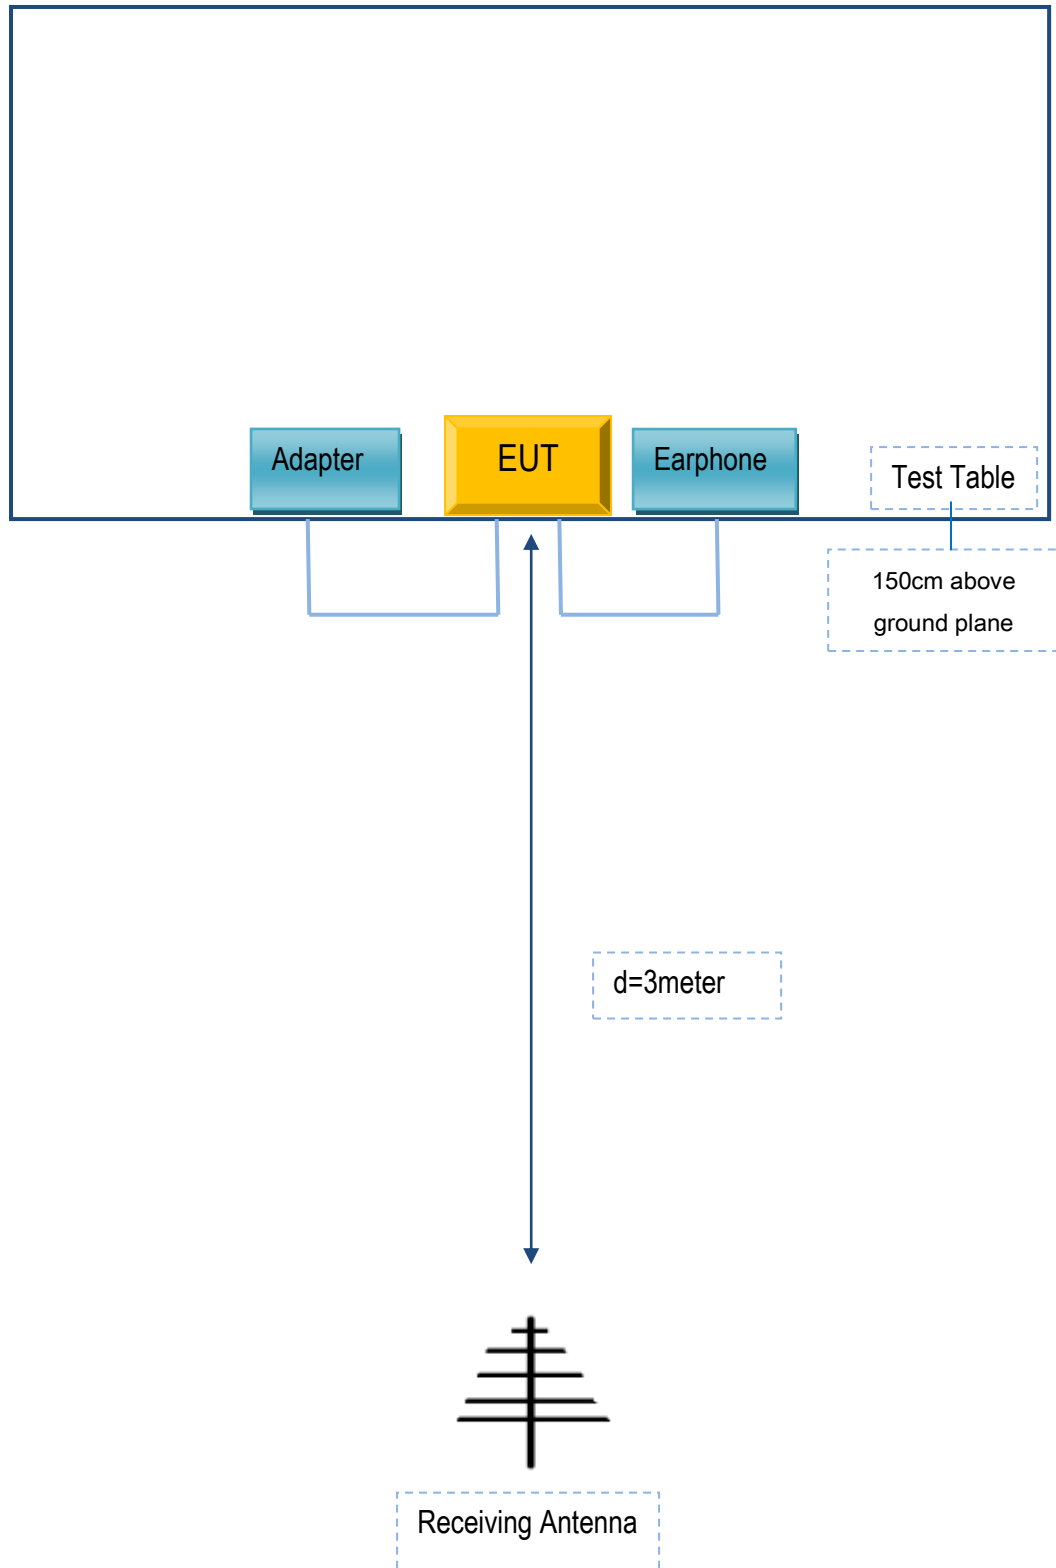 Adapter
EUT
Earphone
Test Table
150cm above
ground plane
d=3meter
Receiving Antenna